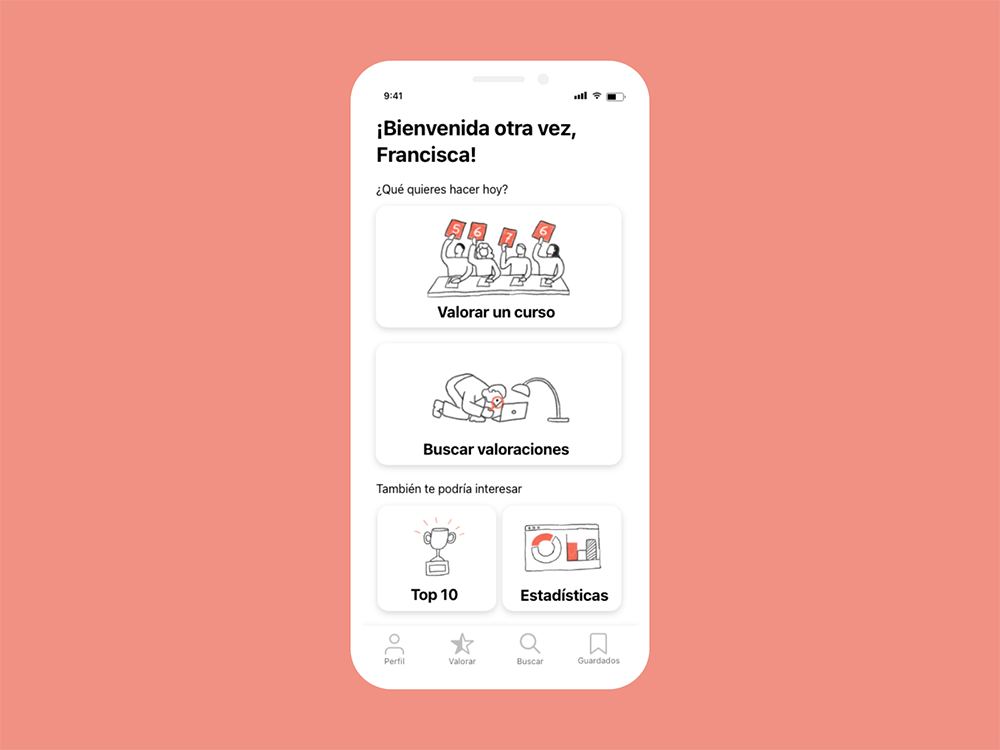 9:41
¡Bienvenida otra vez,
Francisca!
¿Qué quieres hacer hoy?
5 6 7 6
Valorar un curso
Buscar valoraciones
También te podría interesar
Top 10
Estadísticas
Perfil
Valorar
Buscar
Guardados